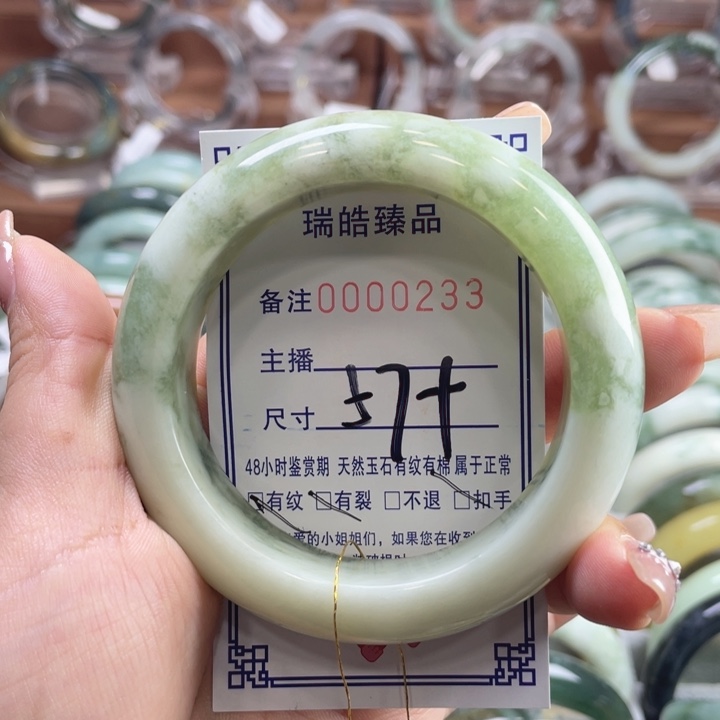 瑞皓臻品
备注0000233
主播
尺寸 57+
48小时鉴赏期 天然玉石有纹有棉属于正常
☑有纹 ☑有裂 □不退 □扣手
爱的小姐姐们，如果您在收到